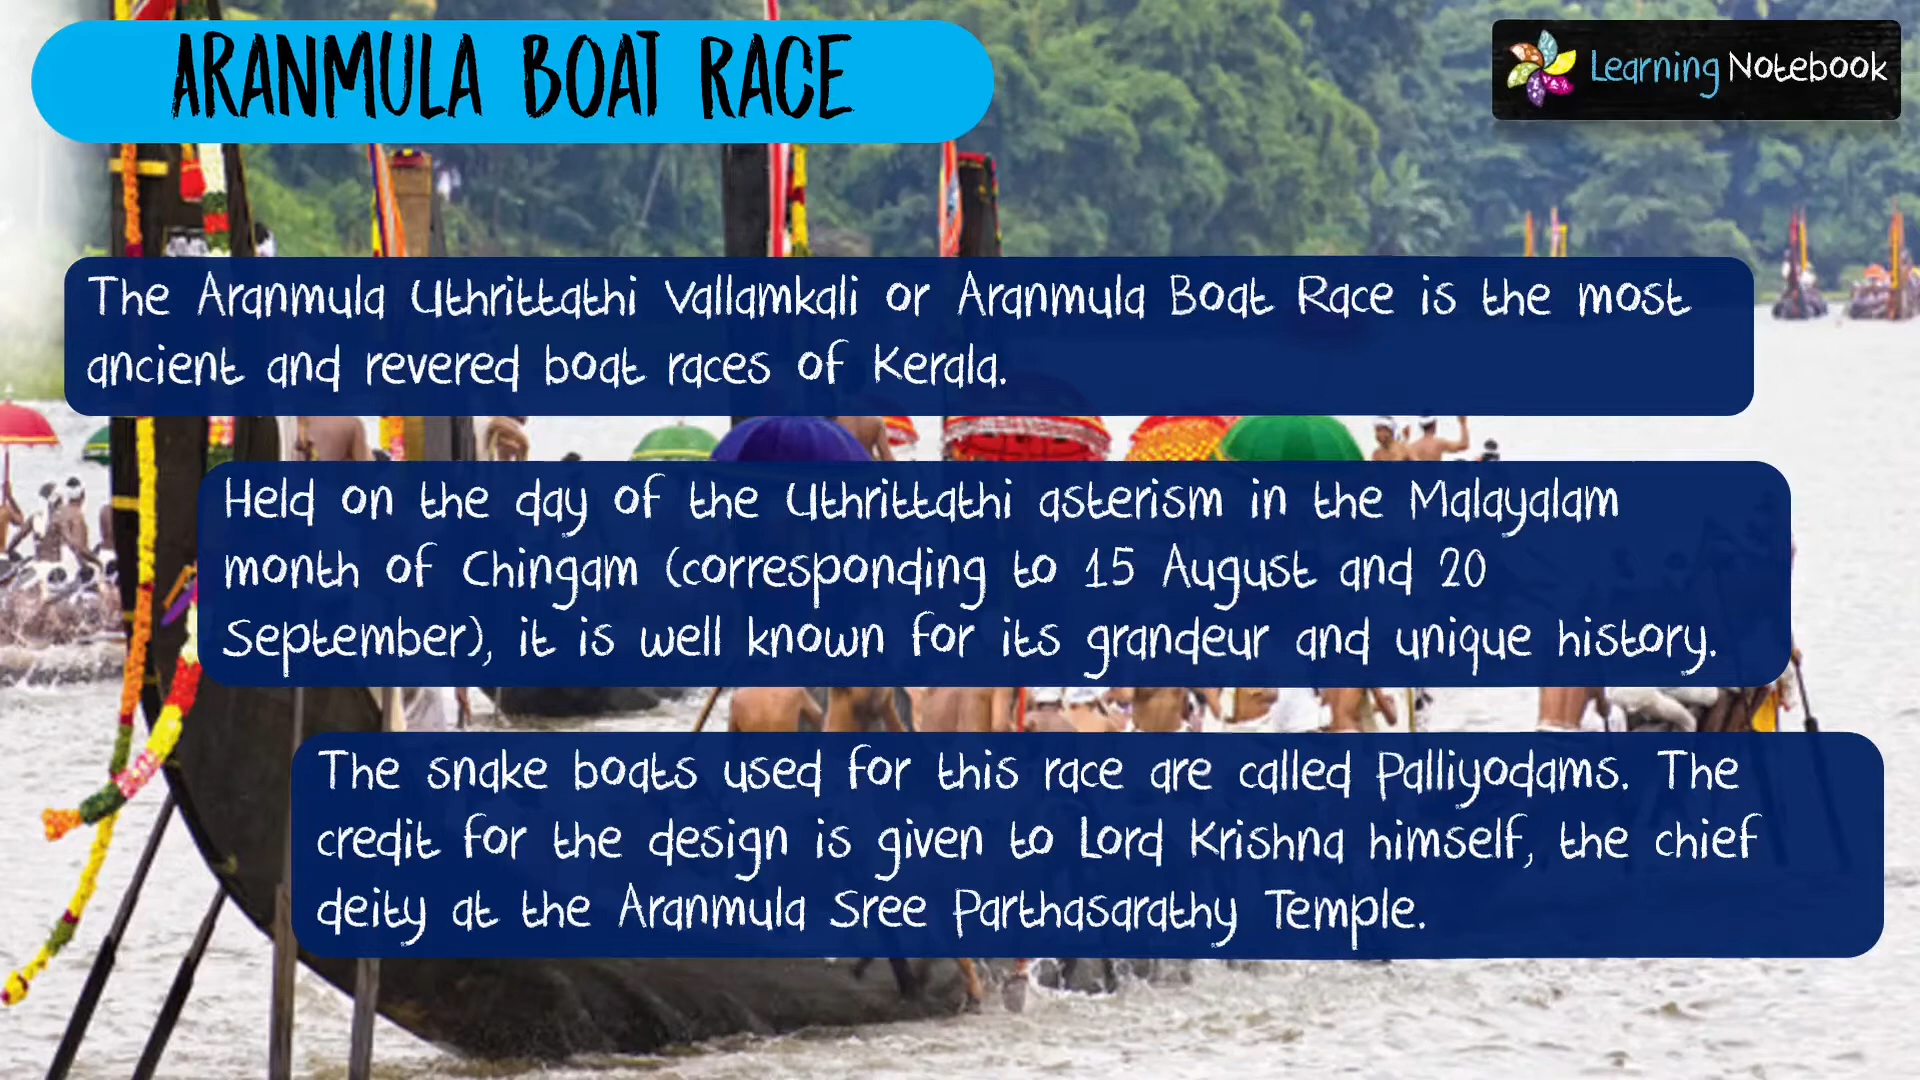 ARANMULA BOAT RACE
Learning Notebook
The Aranmula Uthrittathi Vallamkali or Aranmula Boat Race is the most
ancient and revered boat races of Kerala.
Held on the day of the Uthrittathi asterism in the Malayalam
month of Chingam (corresponding to 15 August and 20
September), it is well known for its grandeur and unique history.
The snake boats used for this race are called Palliyodams. The
credit for the design is given to Lord Krishna himself, the chief
deity at the Aranmula Sree Parthasarathy Temple.